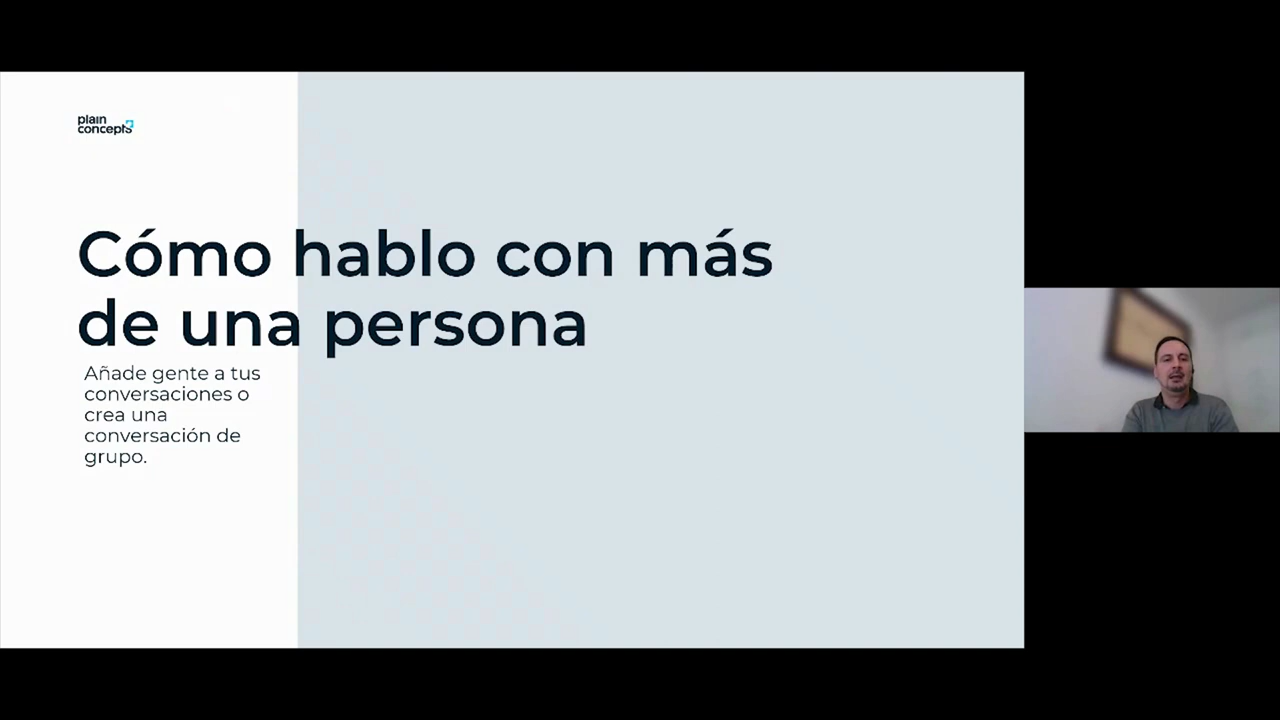 plain
concepts
Cómo hablo con más
de una persona
Añade gente a tus
conversaciones o
crea una
conversación de
grupo.